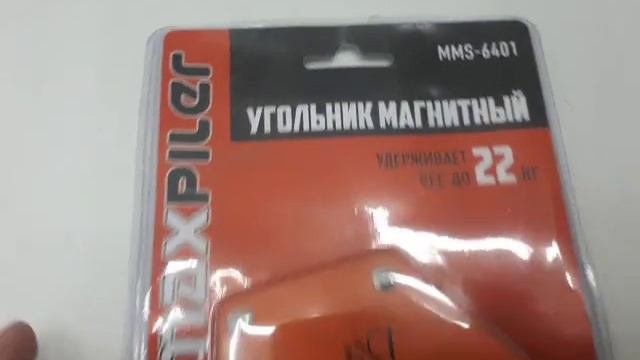 MMS-6401
УГОЛЬНИК МАГНИТНЫЙ
УДЕРЖИВАЕТ
ВЕС ДО 22 КГ
maxpiler